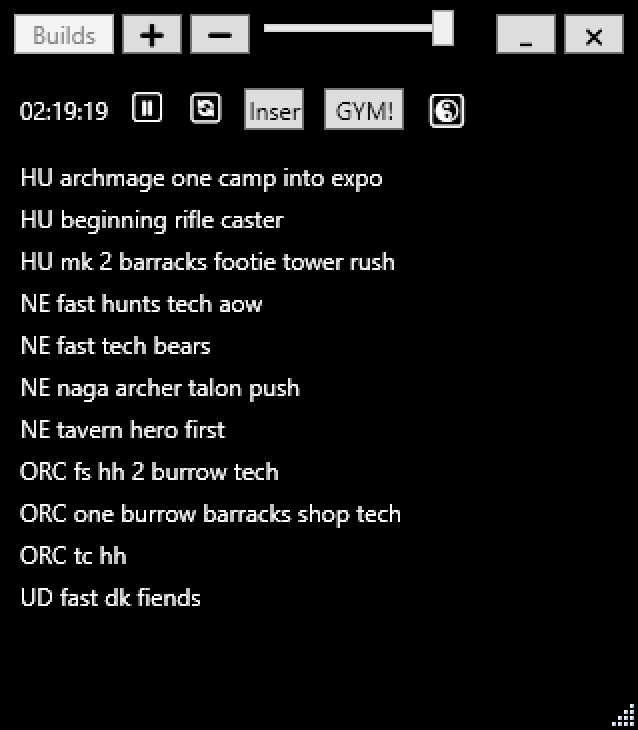 Builds + - _ ×
02:19:19 Inser GYM!
HU archmage one camp into expo
HU beginning rifle caster
HU mk 2 barracks footie tower rush
NE fast hunts tech aow
NE fast tech bears
NE naga archer talon push
NE tavern hero first
ORC fs hh 2 burrow tech
ORC one burrow barracks shop tech
ORC tc hh
UD fast dk fiends